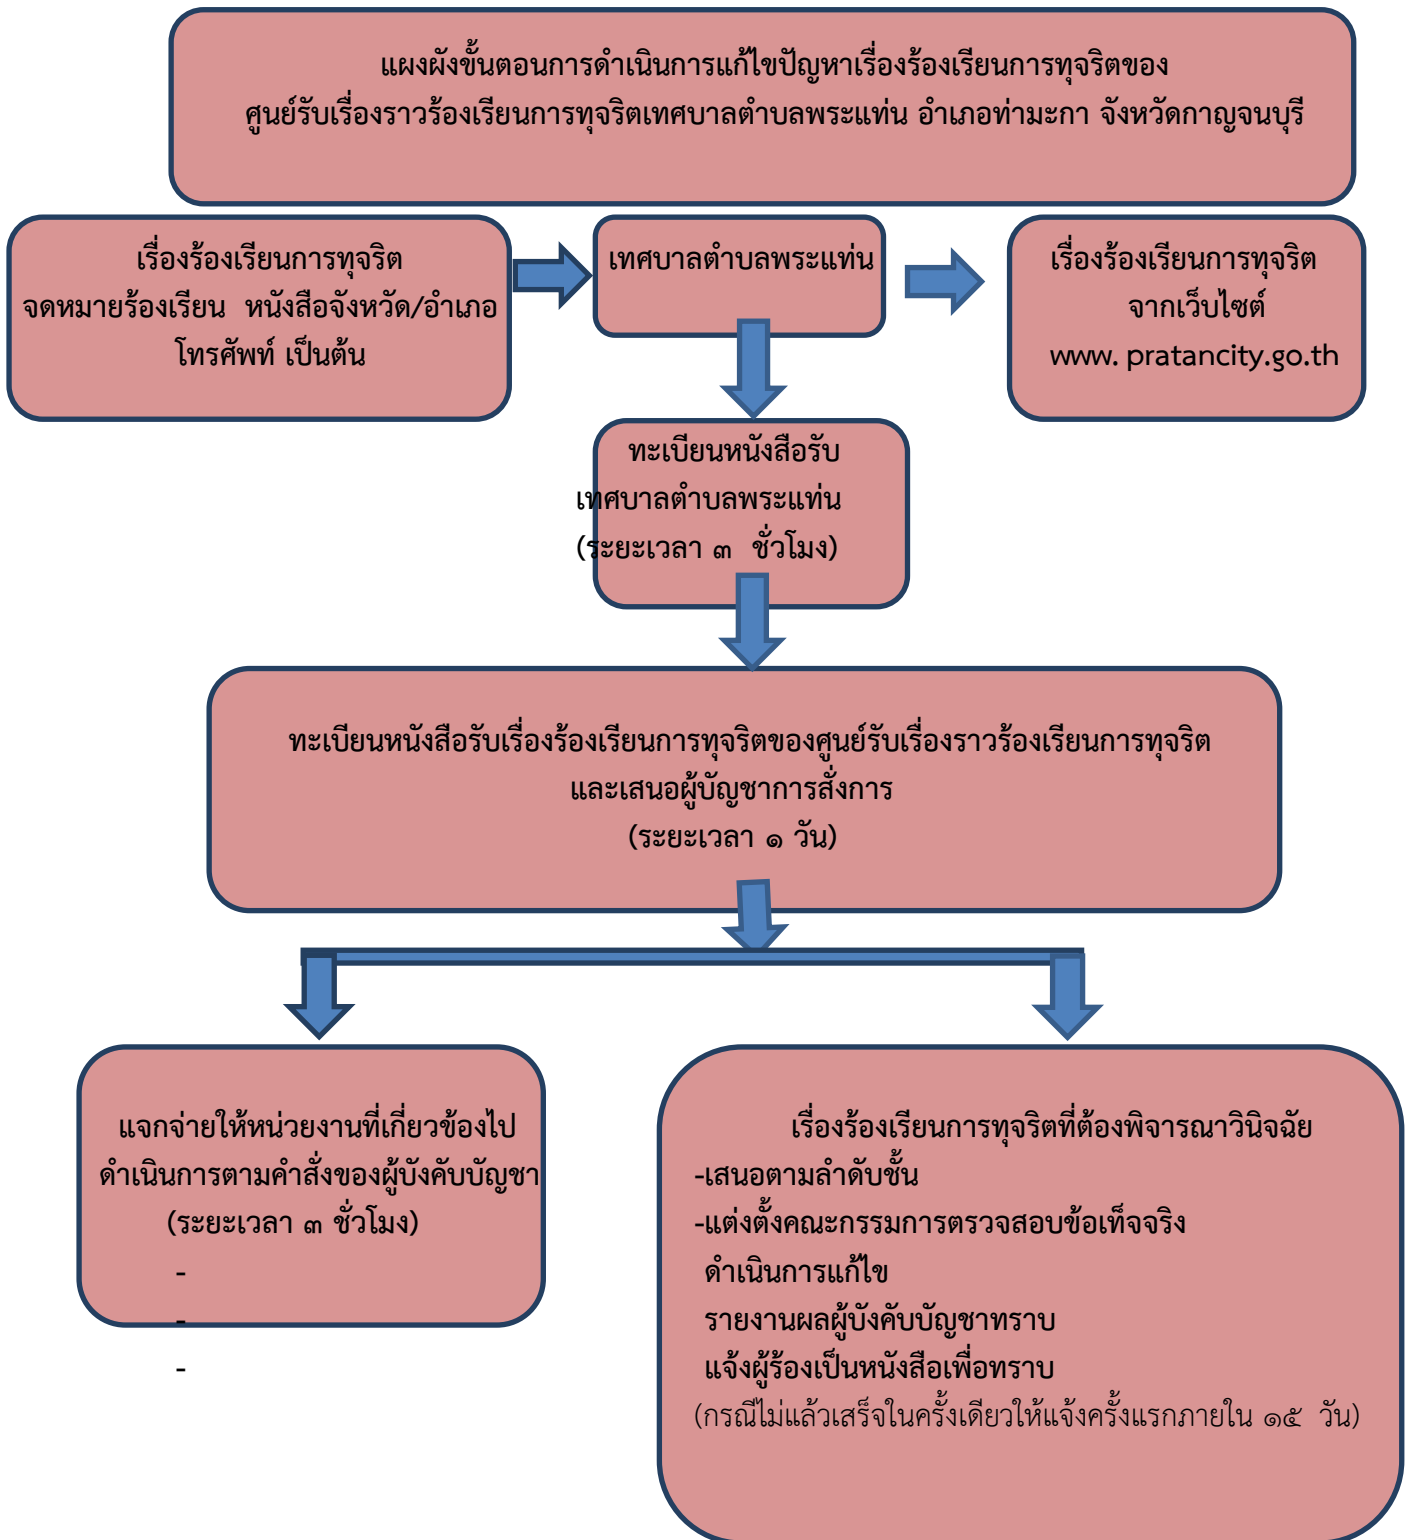 แผงผังขั้นตอนการดำเนินการแก้ไขปัญหาเรื่องร้องเรียนการทุจริตของ
ศูนย์รับเรื่องราวร้องเรียนการทุจริตเทศบาลตำบลพระแท่น อำเภอท่ามะกา จังหวัดกาญจนบุรี
เรื่องร้องเรียนการทุจริต
จดหมายร้องเรียน หนังสือจังหวัด/อำเภอ
โทรศัพท์ เป็นต้น
เทศบาลตำบลพระแท่น
เรื่องร้องเรียนการทุจริต
จากเว็บไซต์
www. pratancity.go.th
ทะเบียนหนังสือรับ
เทศบาลตำบลพระแท่น
(ระยะเวลา ๓ ชั่วโมง)
ทะเบียนหนังสือรับเรื่องร้องเรียนการทุจริตของศูนย์รับเรื่องราวร้องเรียนการทุจริต
และเสนอผู้บัญชาการสั่งการ
(ระยะเวลา ๑ วัน)
แจกจ่ายให้หน่วยงานที่เกี่ยวข้องไป
ดำเนินการตามคำสั่งของผู้บังคับบัญชา
(ระยะเวลา ๓ ชั่วโมง)
-
-
-
เรื่องร้องเรียนการทุจริตที่ต้องพิจารณาวินิจฉัย
-เสนอตามลำดับชั้น
-แต่งตั้งคณะกรรมการตรวจสอบข้อเท็จจริง
ดำเนินการแก้ไข
รายงานผลผู้บังคับบัญชาทราบ
แจ้งผู้ร้องเป็นหนังสือเพื่อทราบ
(กรณีไม่แล้วเสร็จในครั้งเดียวให้แจ้งครั้งแรกภายใน ๑๕ วัน)